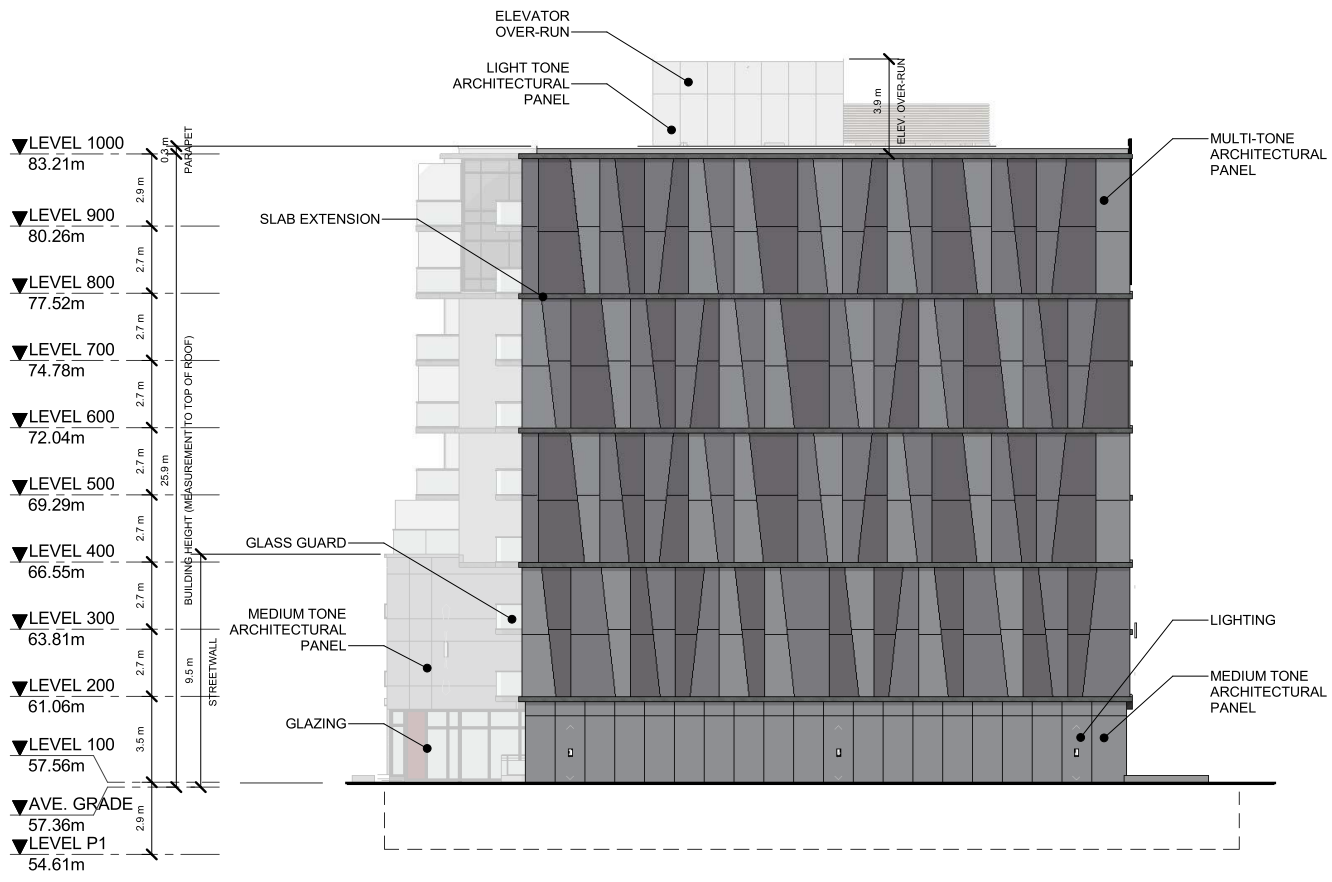 ELEVATOR
OVER-RUN
LIGHT TONE
ARCHITECTURAL
PANEL
3.9 m
ELEV. OVER-RUN
MULTI-TONE
ARCHITECTURAL
PANEL
SLAB EXTENSION
GLASS GUARD
MEDIUM TONE
ARCHITECTURAL
PANEL
GLAZING
LIGHTING
MEDIUM TONE
ARCHITECTURAL
PANEL
LEVEL 1000
83.21m
LEVEL 900
80.26m
LEVEL 800
77.52m
LEVEL 700
74.78m
LEVEL 600
72.04m
LEVEL 500
69.29m
LEVEL 400
66.55m
LEVEL 300
63.81m
LEVEL 200
61.06m
LEVEL 100
57.56m
AVE. GRADE
57.36m
LEVEL P1
54.61m
2.9 m
2.7 m
2.7 m
2.7 m
2.7 m
2.7 m
2.7 m
2.7 m
3.5 m
2.9 m
0.3 m
PARAPET
25.9 m
BUILDING HEIGHT (MEASUREMENT TO TOP OF ROOF)
9.5 m
STREETWALL